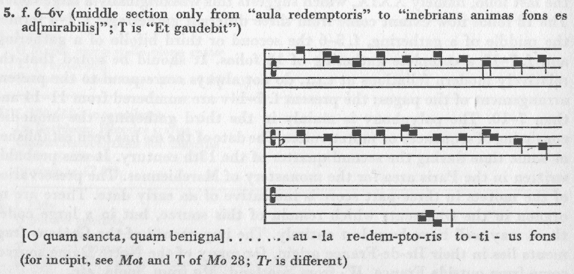 5. f. 6–6v (middle section only from "aula redemptoris" to "inebrians animas fons es
ad[mirabilis]"; T is "Et gaudebit")
[O quam sancta, quam benigna] . . . . . . . . . au - la re-dem-pto-ris to - ti - us fons
(for incipit, see Mot and T of Mo 28; Tr is different)